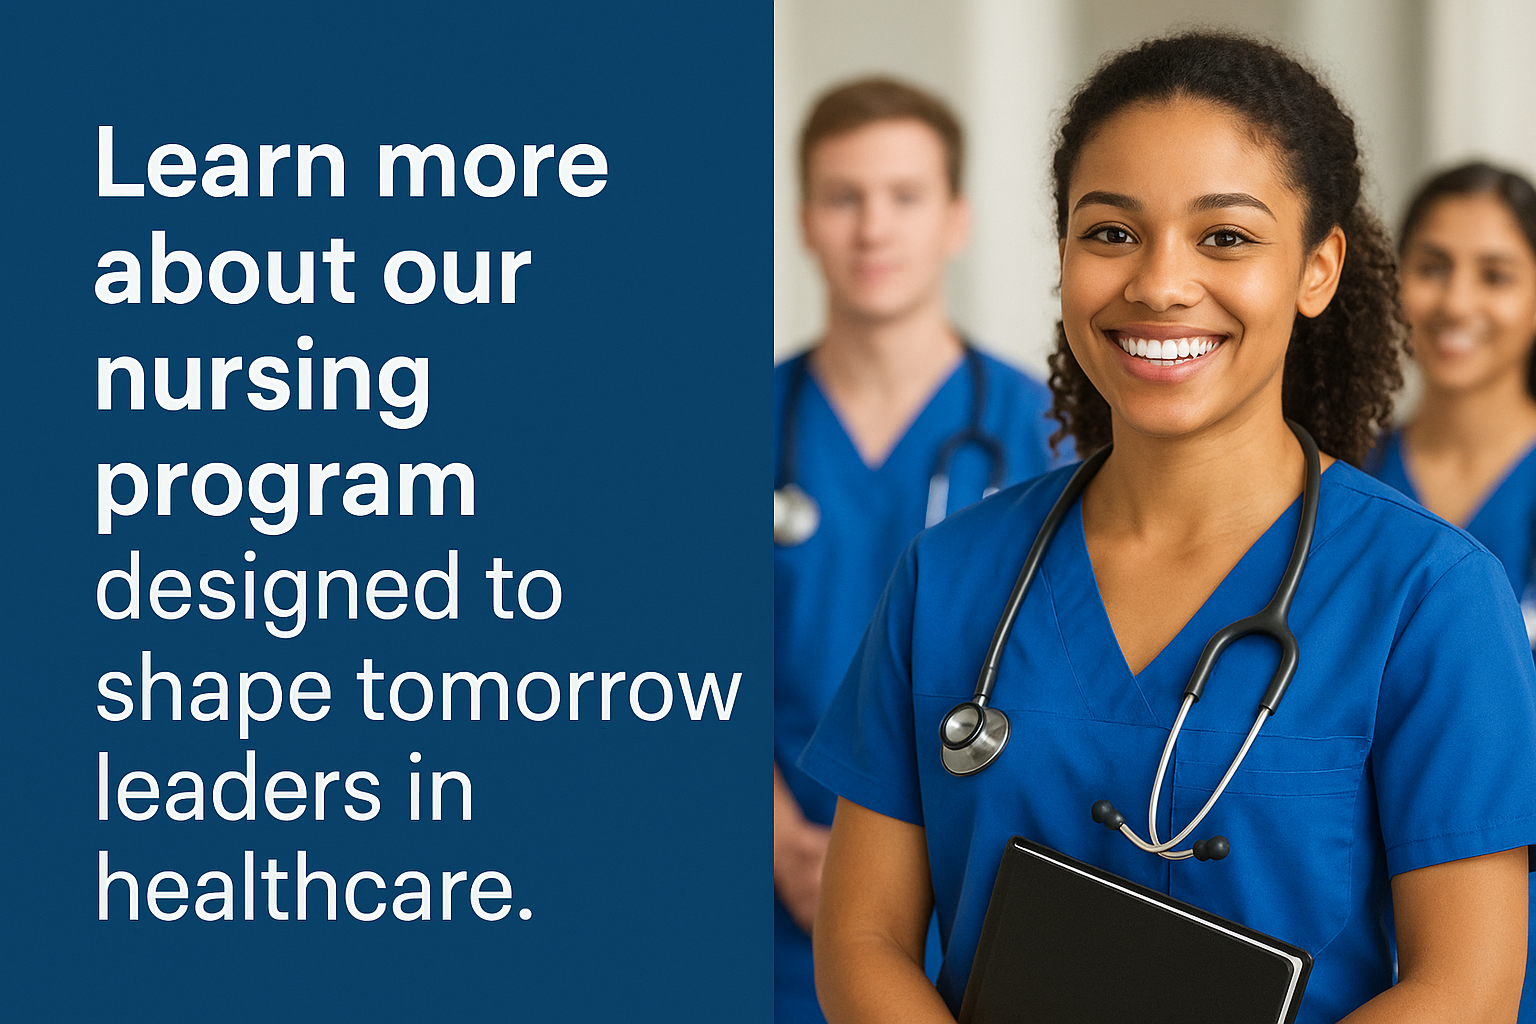 Learn more
about our
nursing
program
designed to
shape tomorrow
leaders in
healthcare.